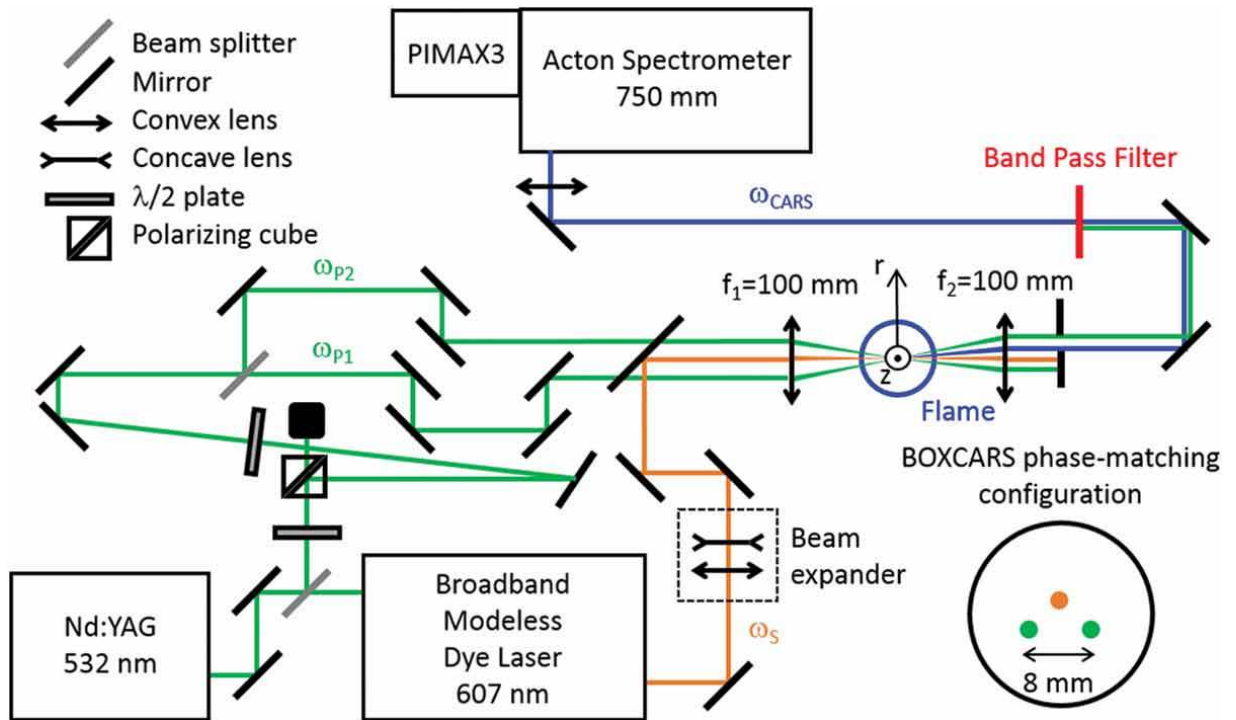 Beam splitter
Mirror
Convex lens
Concave lens
λ/2 plate
Polarizing cube
PIMAX3
Acton Spectrometer
750 mm
Band Pass Filter
ωCARS
ωP2
ωP1
f1=100 mm
r
f2=100 mm
z
Flame
BOXCARS phase-matching
configuration
8 mm
Beam
expander
ωS
Nd:YAG
532 nm
Broadband
Modeless
Dye Laser
607 nm